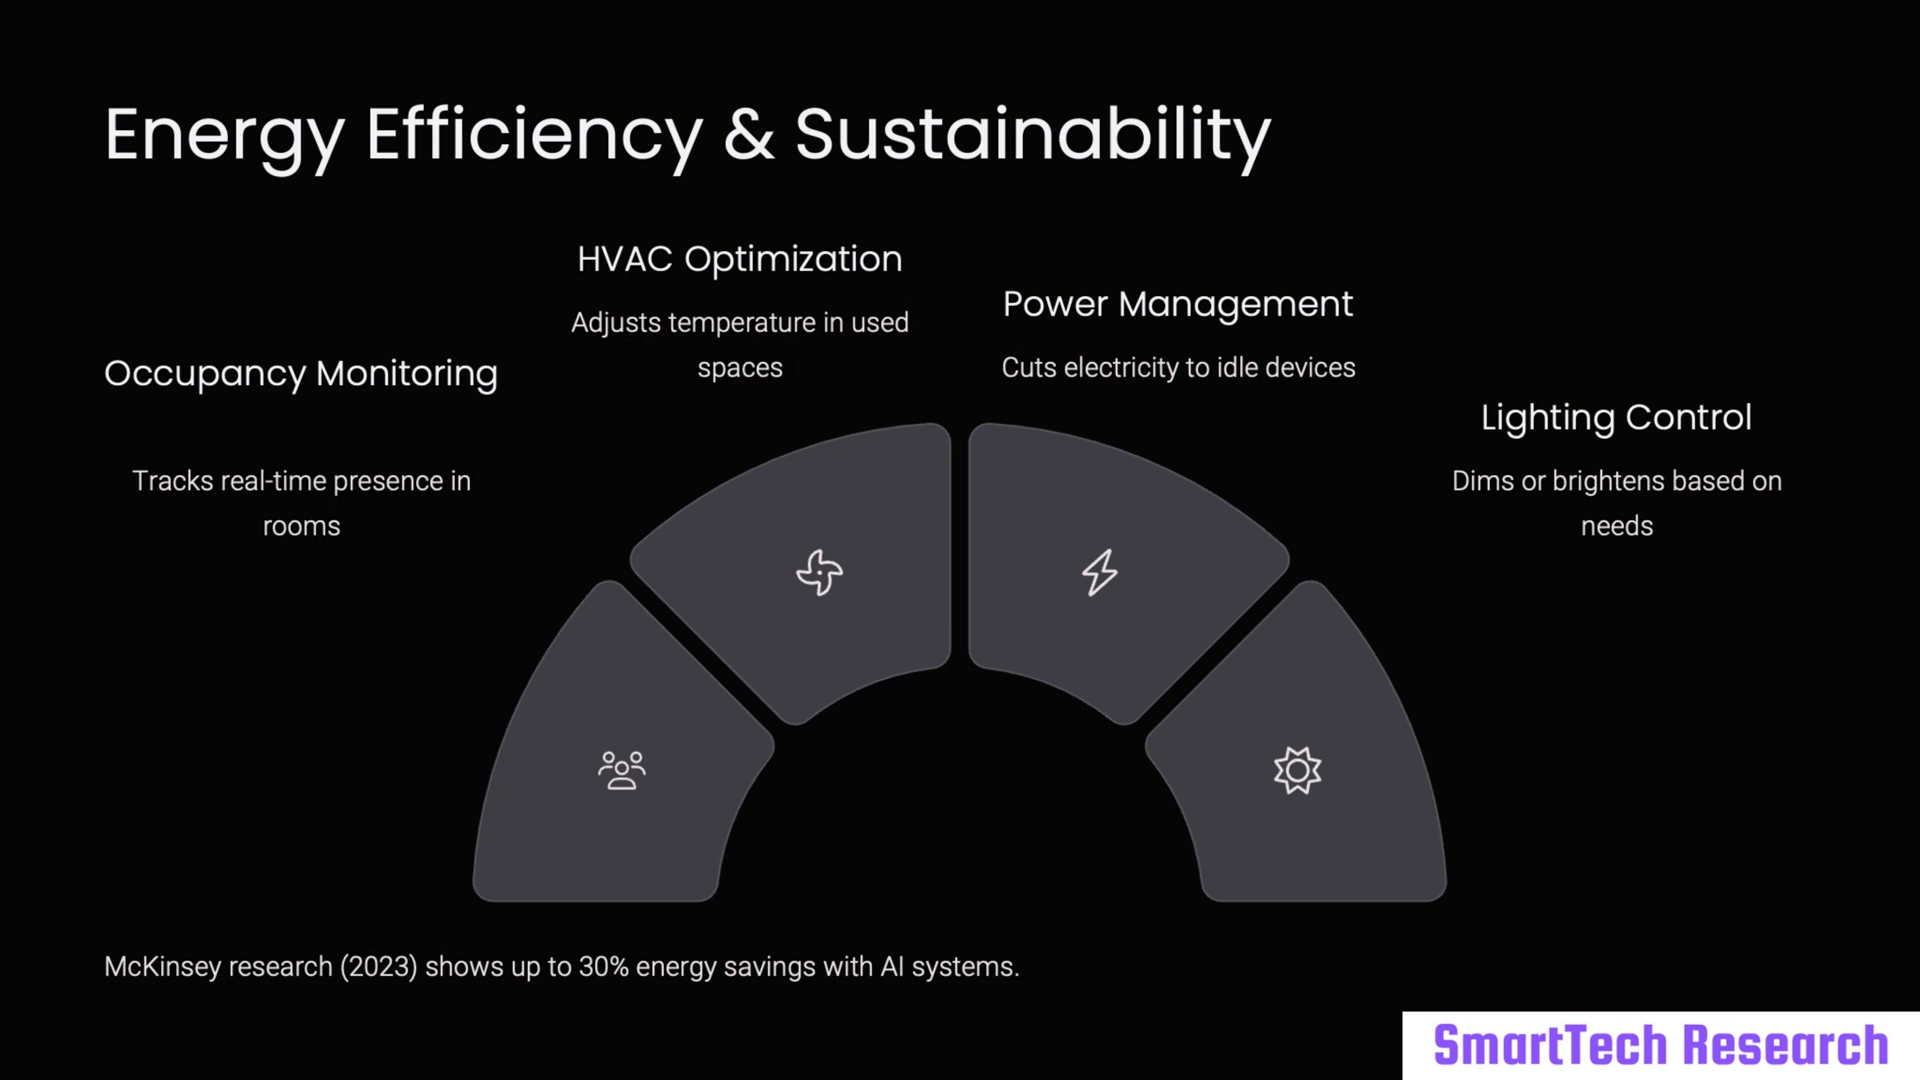 Energy Efficiency & Sustainability
Occupancy Monitoring
Tracks real-time presence in
rooms
HVAC Optimization
Adjusts temperature in used
spaces
Power Management
Cuts electricity to idle devices
Lighting Control
Dims or brightens based on
needs
McKinsey research (2023) shows up to 30% energy savings with AI systems.
SmartTech Research